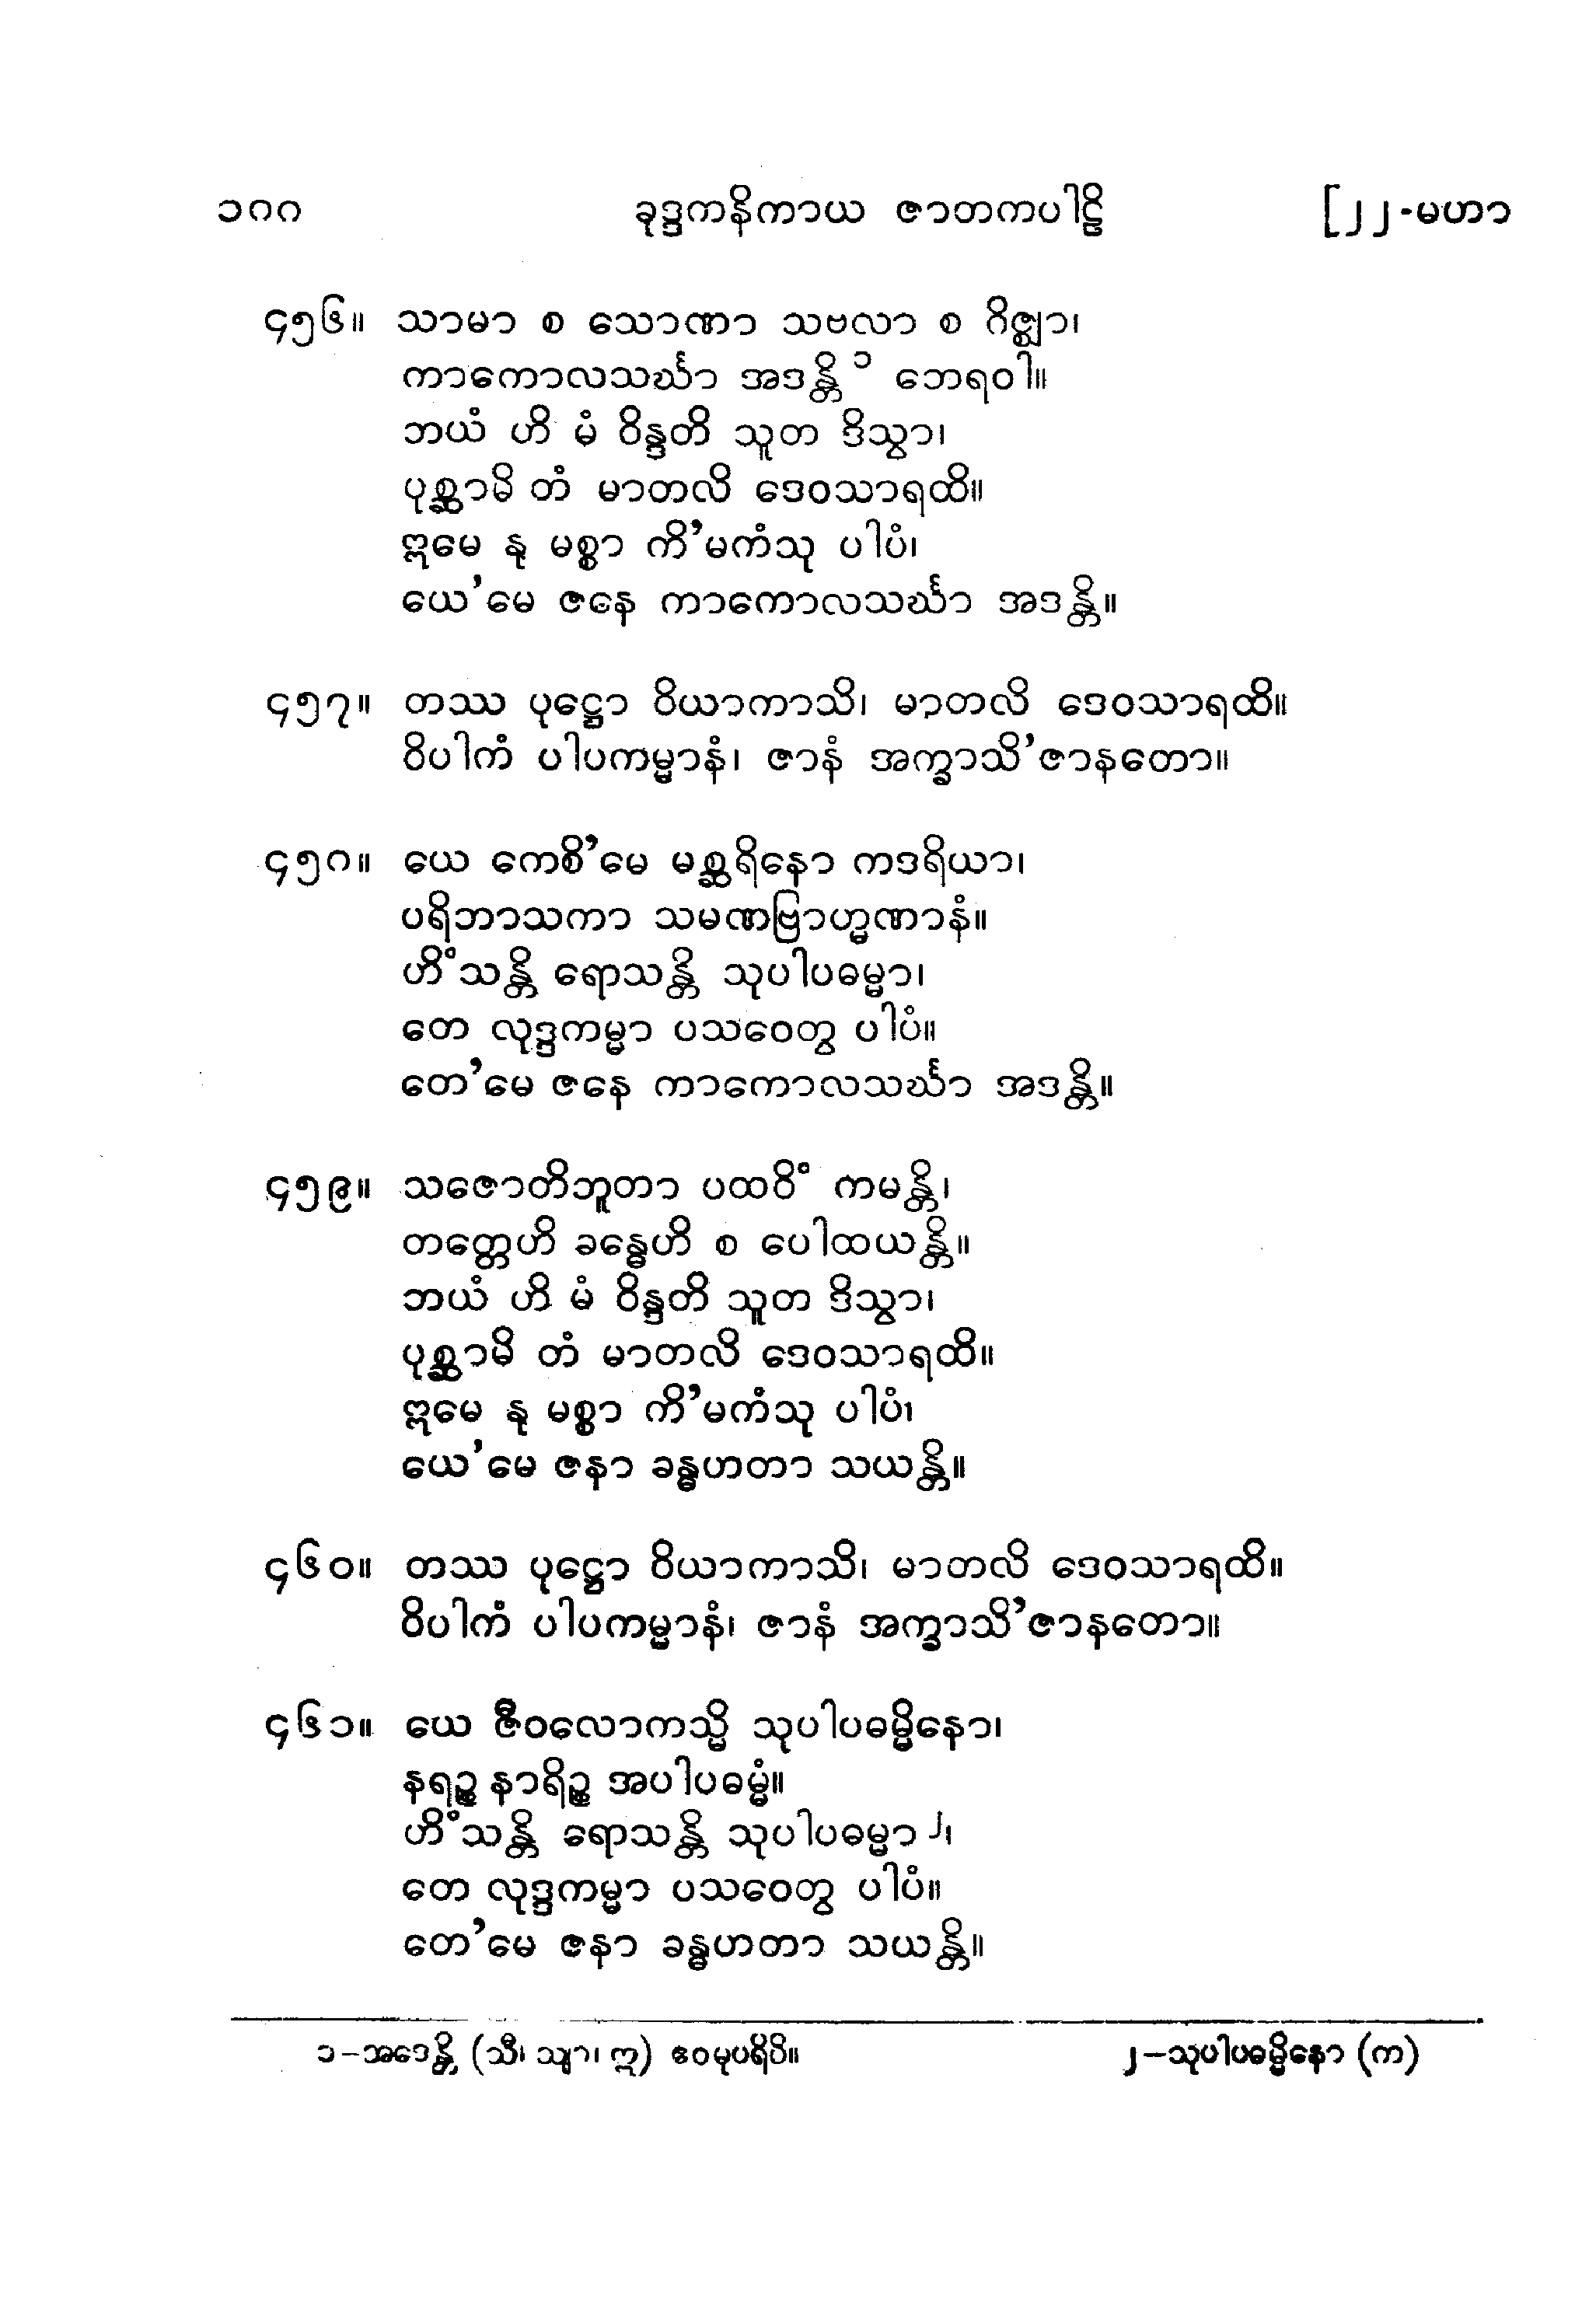 ၁၈၈ ခုဒ္ဒကနိကာယ ဇာတကပါဠိ [၂၂-မဟာ
၄၅၆။ သာမာ စ သောဏာ သဗလာ စ ဂိဇ္ဈာ၊
ကာကောလသင်္ဃာ အဒန္တိ ၁ ဘေရဝါ။
ဘယံ ဟိ မံ ဝိန္ဒတိ သူတ ဒိသွာ၊
ပုစ္ဆာမိ တံ မာတလိ ဒေဝသာရထိ။
ဣမေ နု မစ္စာ ကိ’မကံသု ပါပံ၊
ယေ’မေ ဇနေ ကာကောလသင်္ဃာ အဒန္တိ။
၄၅၇။ တဿ ပုဋ္ဌော ဝိယာကာသိ၊ မာတလိ ဒေဝသာရထိ။
ဝိပါကံ ပါပကမ္မာနံ၊ ဇာနံ အက္ခာသိ’ဇာနတော။
၄၅၈။ ယေ ကေစိ’မေ မစ္ဆရိနော ကဒရိယာ၊
ပရိဘာသကာ သမဏဗြာဟ္မဏာနံ။
ဟိံသန္တိ ရောသန္တိ သုပါပဓမ္မာ၊
တေ လုဒ္ဒကမ္မာ ပသဝေတွ ပါပံ။
တေ’မေ ဇနေ ကာကောလသင်္ဃာ အဒန္တိ။
၄၅၉။ သဇောတိဘူတာ ပထဝိံ ကမန္တိ၊
တတ္တေဟိ ခန္ဓေဟိ စ ပေါထယန္တိ။
ဘယံ ဟိ မံ ဝိန္ဒတိ သူတ ဒိသွာ၊
ပုစ္ဆာမိ တံ မာတလိ ဒေဝသာရထိ။
ဣမေ နု မစ္စာ ကိ’မကံသု ပါပံ၊
ယေ’မေ ဇနာ ခန္ဓဟတာ သယန္တိ။
၄၆၀။ တဿ ပုဋ္ဌော ဝိယာကာသိ၊ မာတလိ ဒေဝသာရထိ။
ဝိပါကံ ပါပကမ္မာနံ၊ ဇာနံ အက္ခာသိ’ဇာနတော။
၄၆၁။ ယေ ဇီဝလောကသ္မိ သုပါပဓမ္မိနော၊
နရဉ္စ နာရိဉ္စ အပါပဓမ္မံ။
ဟိံသန္တိ ရောသန္တိ သုပါပဓမ္မာ ၂၊
တေ လုဒ္ဒကမ္မာ ပသဝေတွ ပါပံ။
တေ’မေ ဇနာ ခန္ဓဟတာ သယန္တိ။
၁-အဒေန္တိ (သီ၊ သျာ၊ ဣ) ဧဝမုပရိပိ။ ၂-သုပါပဓမ္မိနော (က)